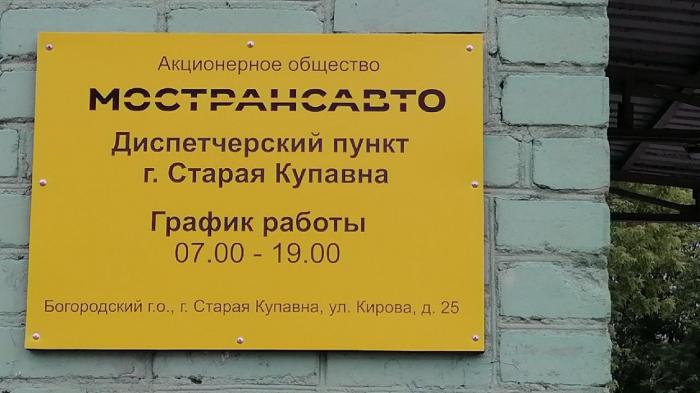 Акционерное общество
МОСТРАНСАВТО
Диспетчерский пункт
г. Старая Купавна
График работы
07.00 - 19.00
Богородский г.о., г. Старая Купавна, ул. Кирова, д. 25